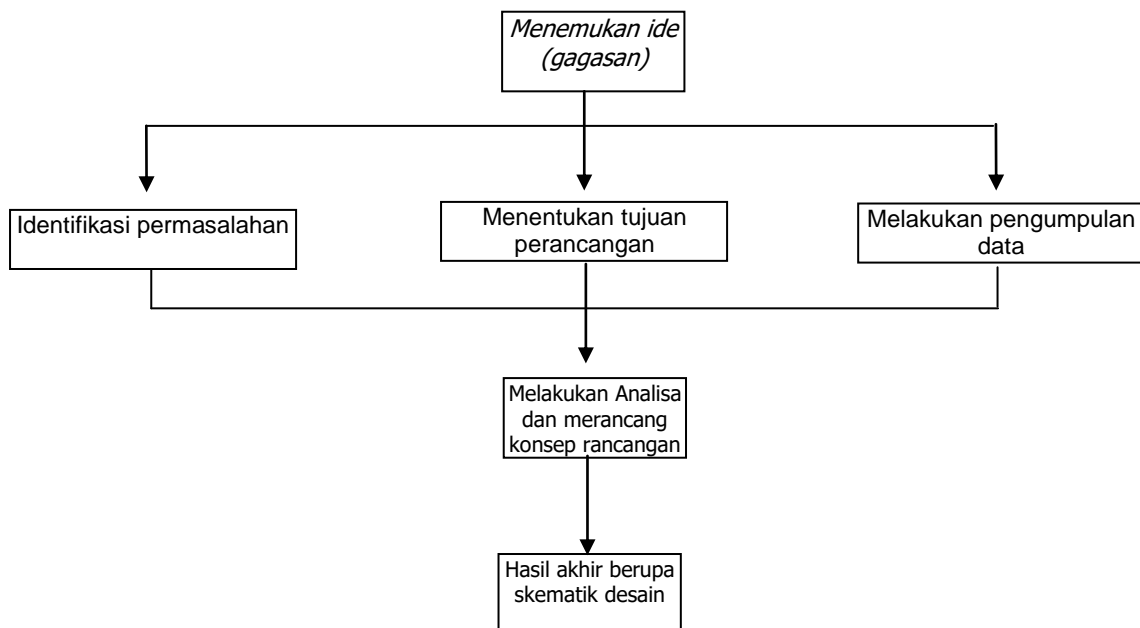 Menemukan ide
(gagasan)
Identifikasi permasalahan
Menentukan tujuan
perancangan
Melakukan pengumpulan
data
Melakukan Analisa
dan merancang
konsep rancangan
Hasil akhir berupa
skematik desain